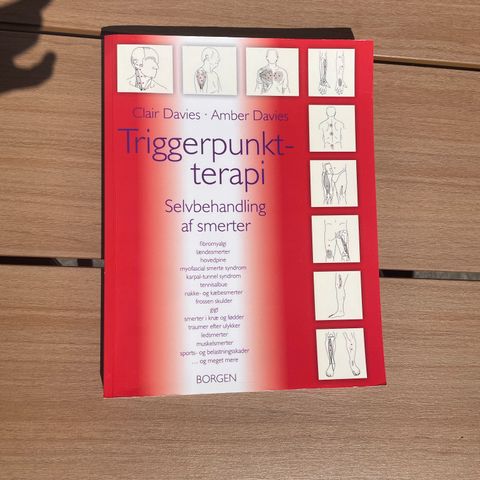 Clair Davies · Amber Davies
Triggerpunkt-
terapi
Selvbehandling
af smerter
fibromyalgi
lændesmerter
hovedpine
myofascial smerte syndrom
karpal-tunnel syndrom
tennisalbue
nakke- og kæbesmerter
frossen skulder
gigt
smerter i knæ og fødder
traumer efter ulykker
ledsmerter
muskelsmerter
sports- og belastningsskader
... og meget mere
BORGEN